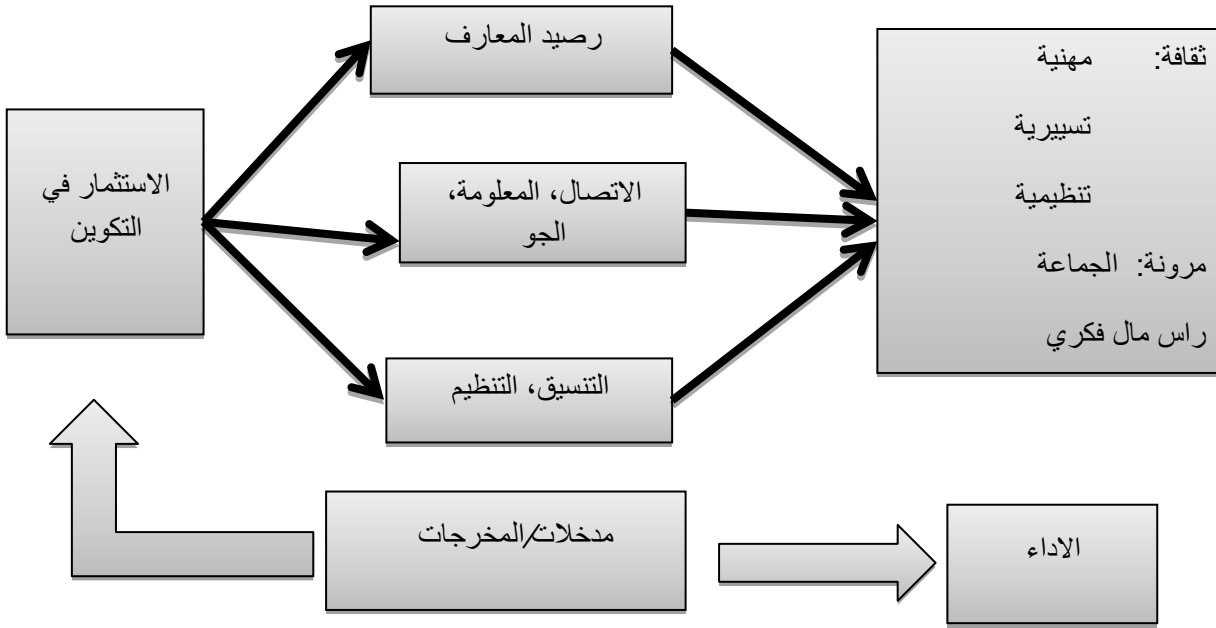 رصيد المعارف
ثقافة: مهنية
تسييرية
تنظيمية
مرونة: الجماعة
راس مال فكري
الاستثمار في
التكوين
الاتصال، المعلومة،
الجو
التنسيق، التنظيم
مدخلات/المخرجات
الاداء